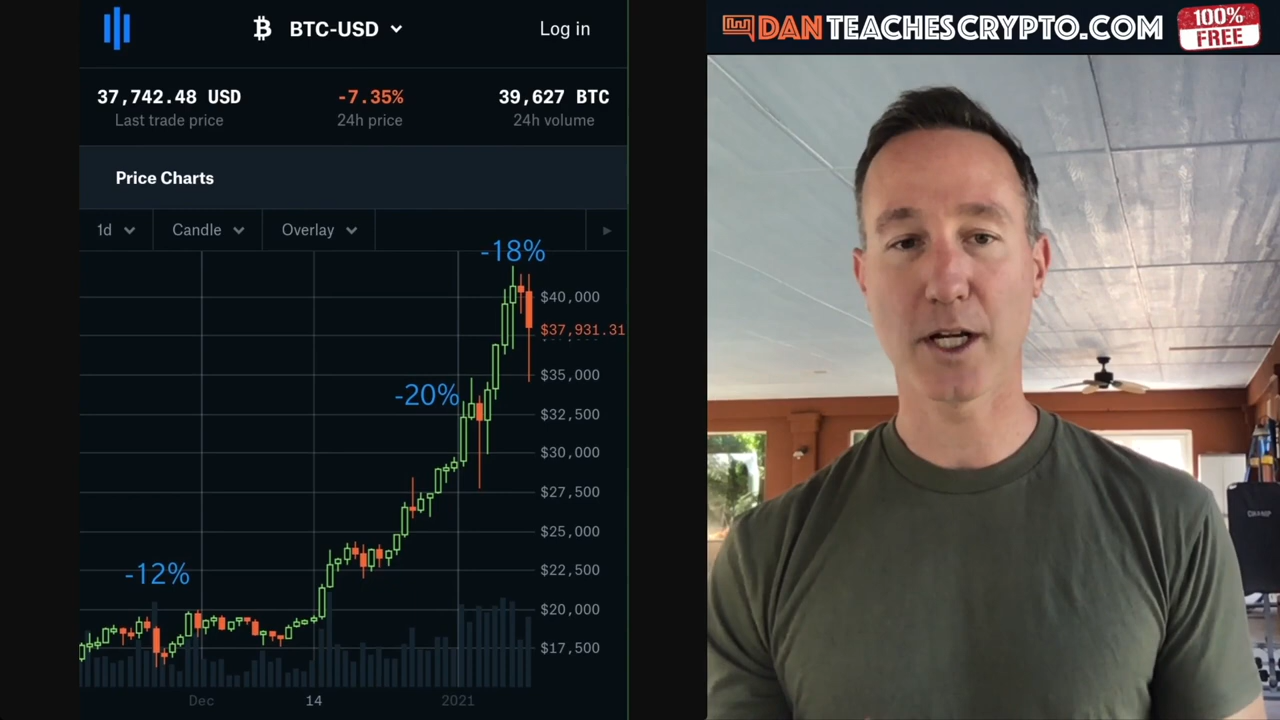 BTC-USD
Log in
37,742.48 USD
-7.35%
39,627 BTC
Last trade price
24h price
24h volume
Price Charts
1d
Candle
Overlay
-18%
$40,000
$37,931.31
$35,000
-20%
$32,500
$30,000
$27,500
$25,000
-12%
$22,500
$20,000
$17,500
Dec
14
2021
DANTEACHESCRYPTO.COM
100%
FREE